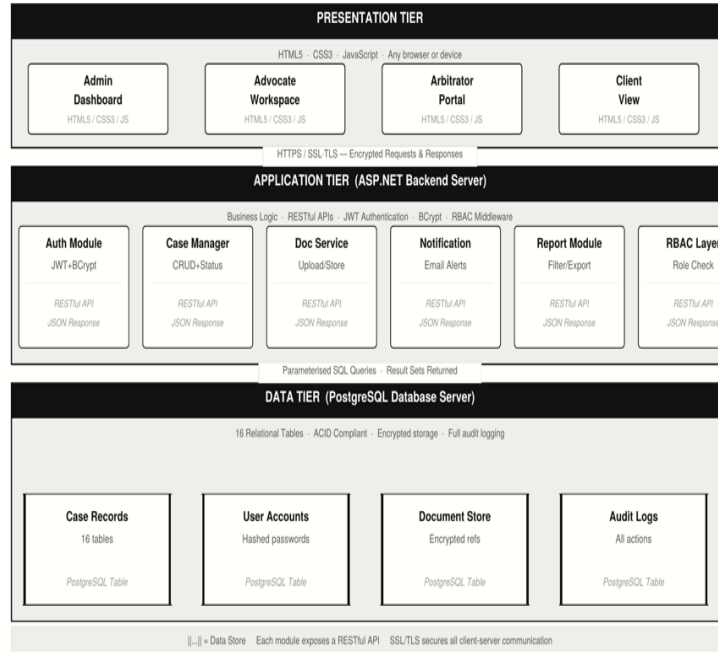 PRESENTATION TIER
HTML5 · CSS3 · JavaScript · Any browser or device
Admin
Dashboard
HTML5 / CSS3 / JS
Advocate
Workspace
HTML5 / CSS3 / JS
Arbitrator
Portal
HTML5 / CSS3 / JS
Client
View
HTML5 / CSS3 / JS
HTTPS / SSL·TLS — Encrypted Requests & Responses
APPLICATION TIER (ASP.NET Backend Server)
Business Logic · RESTful APIs · JWT Authentication · BCrypt · RBAC Middleware
Auth Module
JWT+BCrypt
RESTful API
JSON Response
Case Manager
CRUD+Status
RESTful API
JSON Response
Doc Service
Upload/Store
RESTful API
JSON Response
Notification
Email Alerts
RESTful API
JSON Response
Report Module
Filter/Export
RESTful API
JSON Response
RBAC Layer
Role Check
RESTful API
JSON Response
Parameterised SQL Queries · Result Sets Returned
DATA TIER (PostgreSQL Database Server)
16 Relational Tables · ACID Compliant · Encrypted storage · Full audit logging
Case Records
16 tables
PostgreSQL Table
User Accounts
Hashed passwords
PostgreSQL Table
Document Store
Encrypted refs
PostgreSQL Table
Audit Logs
All actions
PostgreSQL Table
||...|| = Data Store Each module exposes a RESTful API SSL/TLS secures all client-server communication